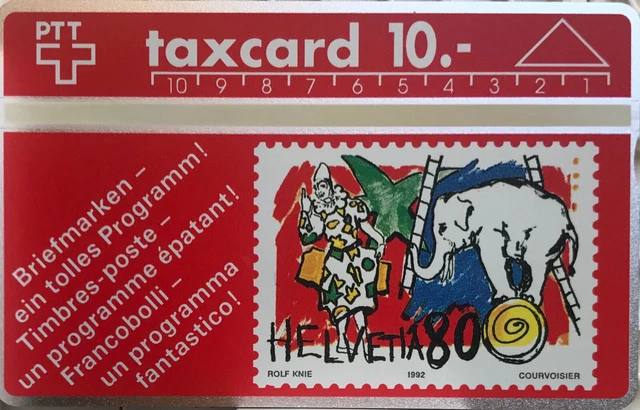 PTT
taxcard 10.-
10 9 8 7 6 5 4 3 2 1
Briefmarken –
ein tolles Programm!
Timbres-poste –
un programme épatant!
Francobolli –
un programma
fantastico!
HELVETIA 80
ROLF KNIE 1992 COURVOISIER